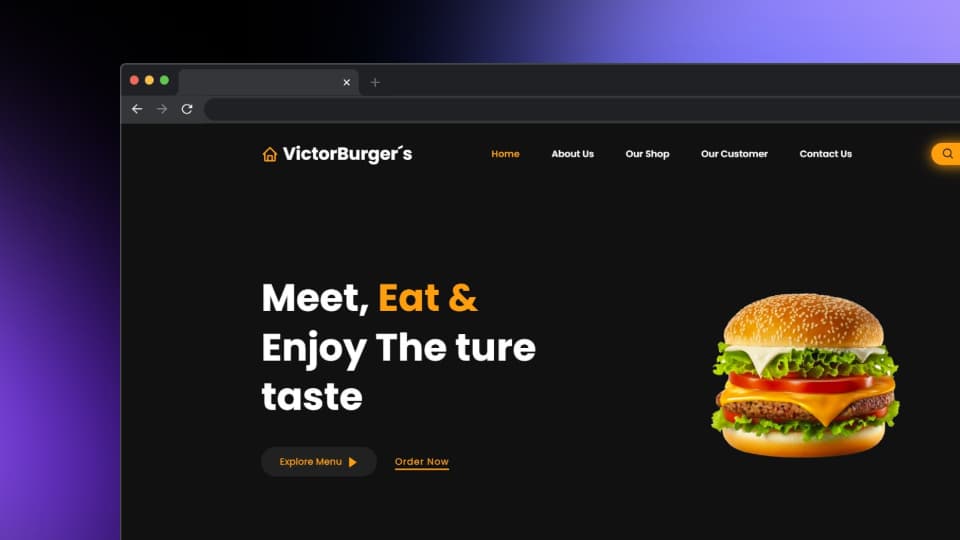 VictorBurger´s
Home About Us Our Shop Our Customer Contact Us
Meet, Eat &
Enjoy The ture
taste
Explore Menu Order Now